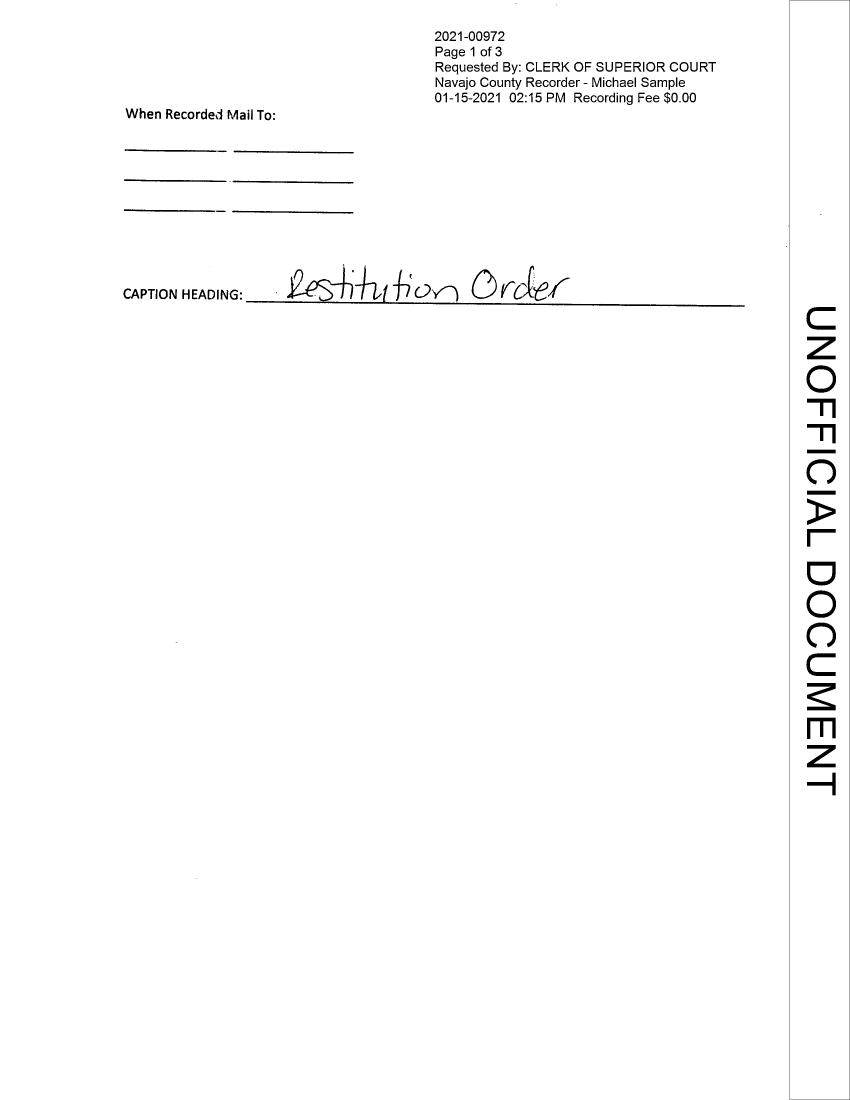 2021-00972
Page 1 of 3
Requested By: CLERK OF SUPERIOR COURT
Navajo County Recorder - Michael Sample
01-15-2021 02:15 PM Recording Fee $0.00
When Recorded Mail To:
CAPTION HEADING: Restitution Order
UNOFFICIAL DOCUMENT